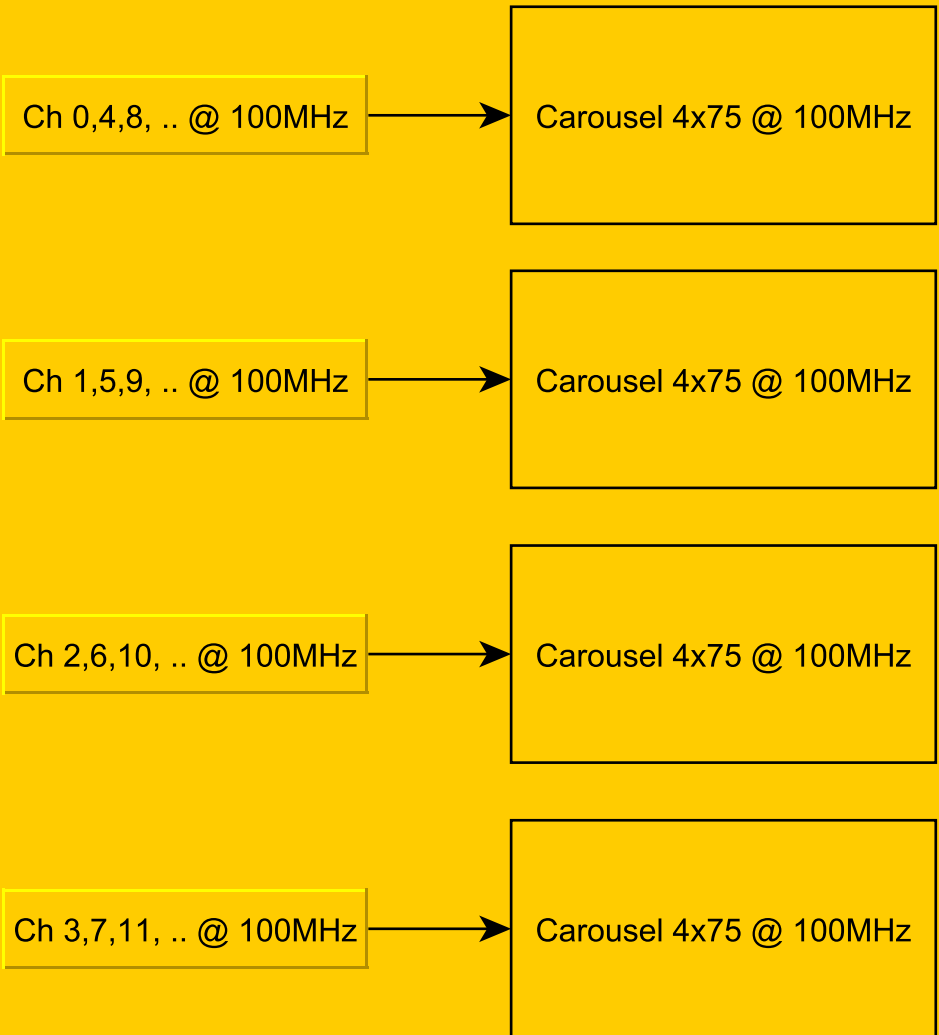 Ch 0,4,8, .. @ 100MHz
Carousel 4x75 @ 100MHz
Ch 1,5,9, .. @ 100MHz
Carousel 4x75 @ 100MHz
Ch 2,6,10, .. @ 100MHz
Carousel 4x75 @ 100MHz
Ch 3,7,11, .. @ 100MHz
Carousel 4x75 @ 100MHz